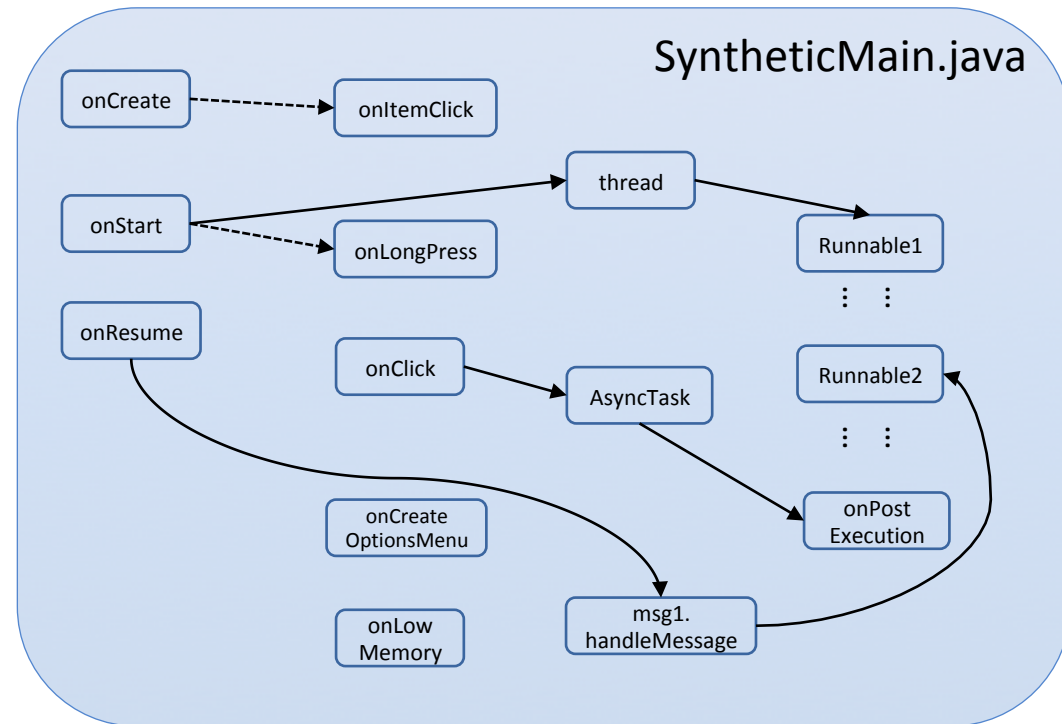 SyntheticMain.java
onCreate
onItemClick
thread
onStart
onLongPress
Runnable1
onResume
onClick
AsyncTask
Runnable2
onCreate
OptionsMenu
onPost
Execution
onLow
Memory
msg1.
handleMessage